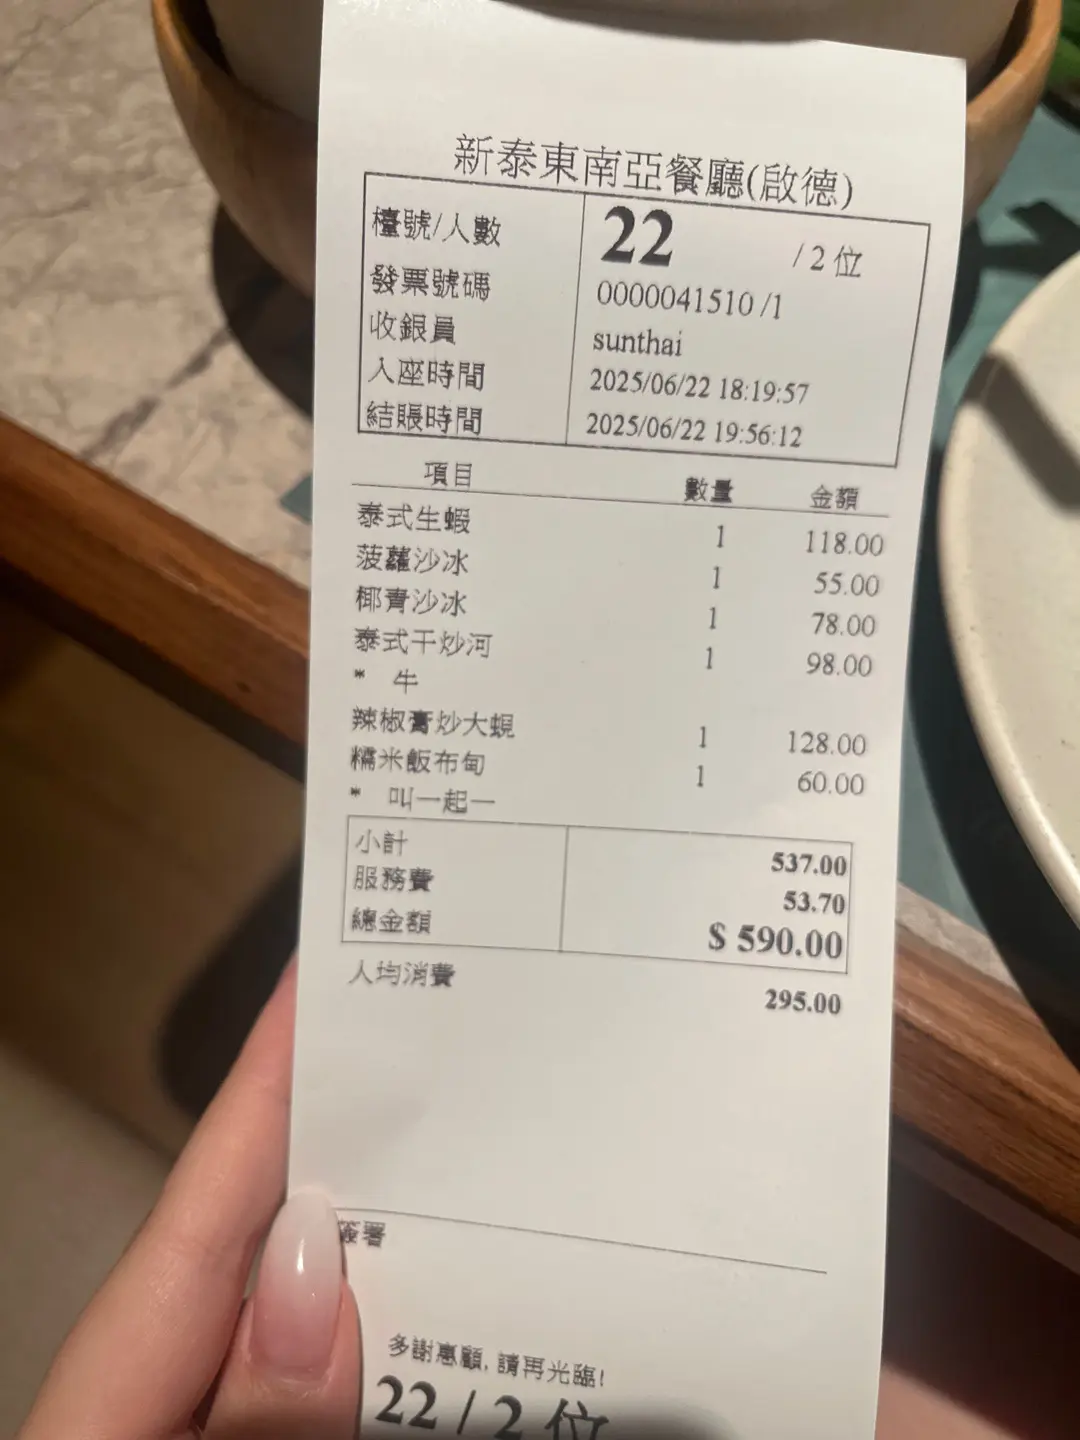 新泰東南亞餐廳(啟德)
檯號/人數 22 / 2 位
發票號碼 0000041510 /1
收銀員 sunthai
入座時間 2025/06/22 18:19:57
結賬時間 2025/06/22 19:56:12
項目 數量 金額
泰式生蝦 1 118.00
菠蘿沙冰 1 55.00
椰青沙冰 1 78.00
泰式干炒河 1 98.00
* 牛
辣椒膏炒大蜆 1 128.00
糯米飯布甸 1 60.00
* 叫一起一
小計 537.00
服務費 53.70
總金額 $ 590.00
人均消費 295.00
簽署
多謝惠顧, 請再光臨!
22 / 2 位